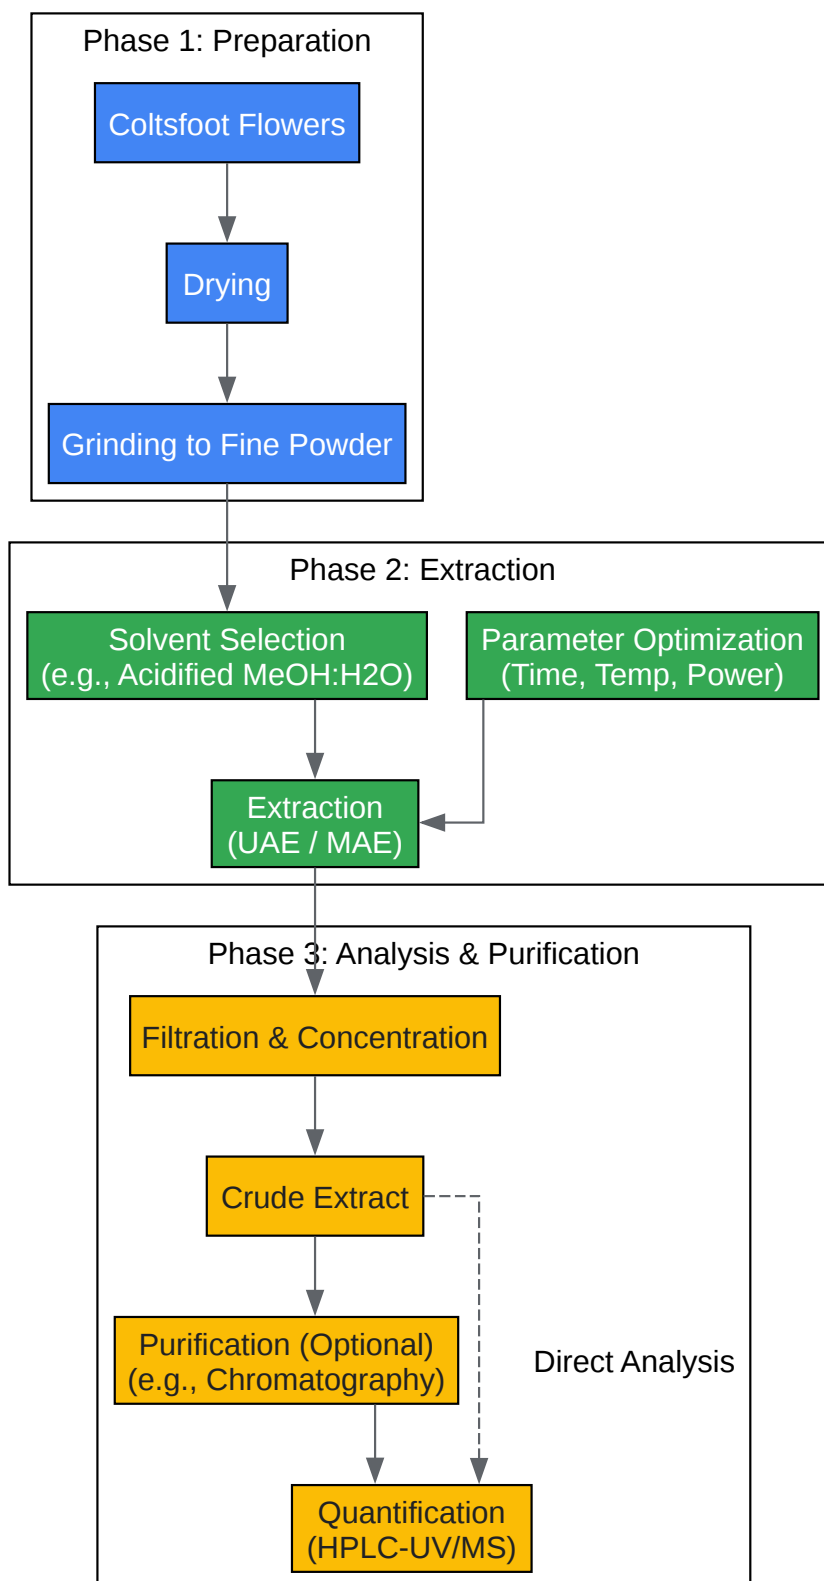 Phase 1: Preparation
Coltsfoot Flowers
Drying
Grinding to Fine Powder
Phase 2: Extraction
Solvent Selection
(e.g., Acidified MeOH:H2O)
Parameter Optimization
(Time, Temp, Power)
Extraction
(UAE / MAE)
Phase 3: Analysis & Purification
Filtration & Concentration
Crude Extract
Purification (Optional)
(e.g., Chromatography)
Direct Analysis
Quantification
(HPLC-UV/MS)